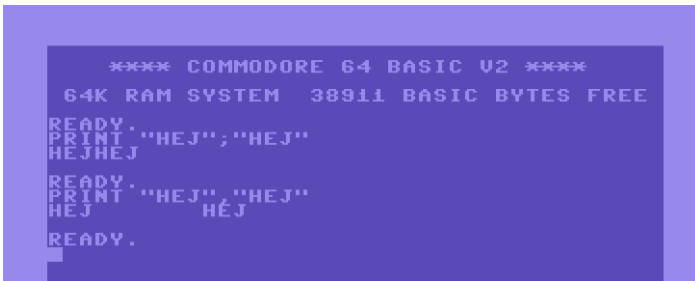 **** COMMODORE 64 BASIC V2 ****
64K RAM SYSTEM  38911 BASIC BYTES FREE
READY.
PRINT "HEJ";"HEJ"
HEJHEJ
READY.
PRINT "HEJ","HEJ"
HEJ       HEJ
READY.